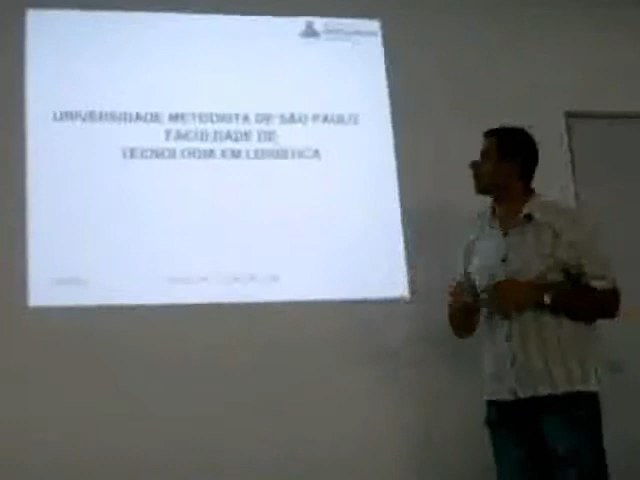 UNIVERSIDADE METODISTA DE SÃO PAULO
FACULDADE DE
TECNOLOGIA EM LOGÍSTICA